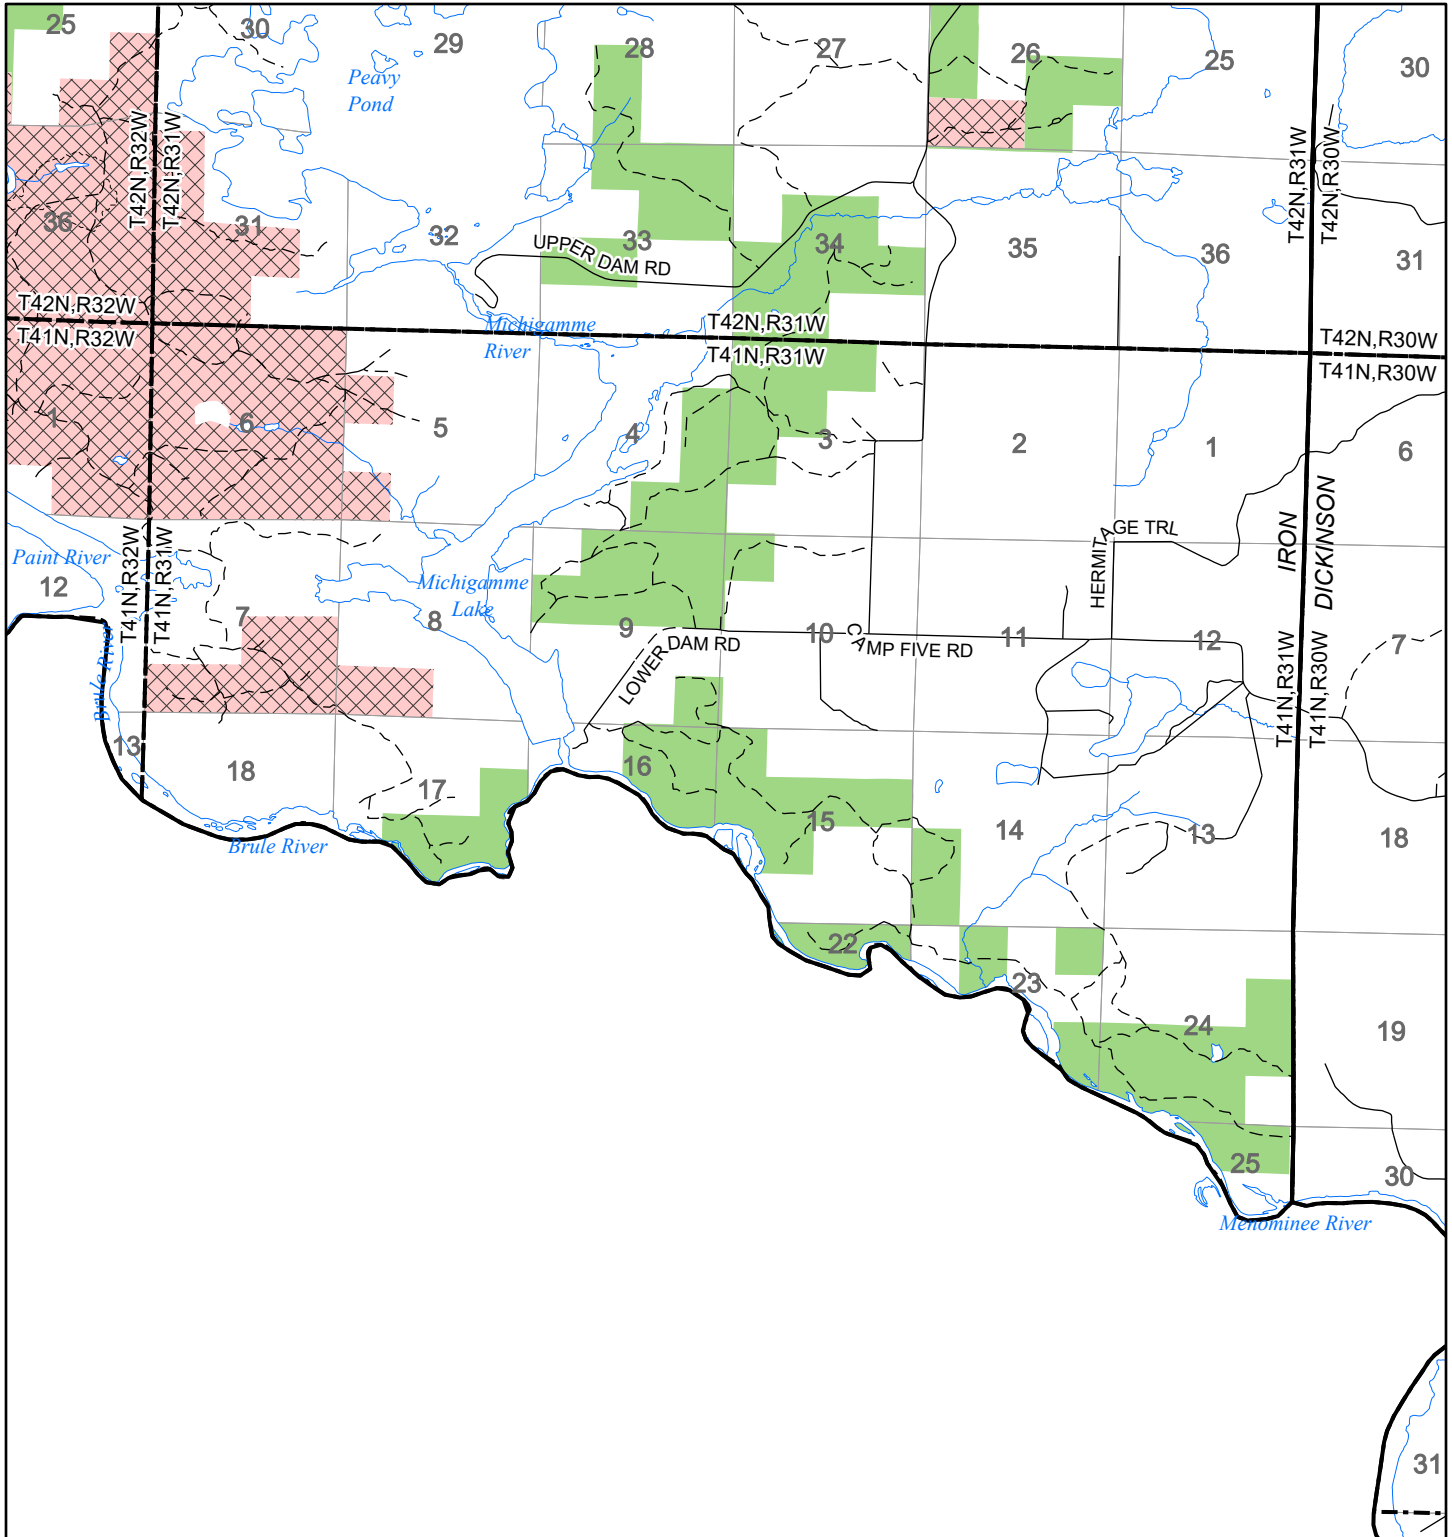 25
30
29
28
27
26
25
30
Peavy
Pond
T42N,R32W
T42N,R31W
T42N,R31W
T42N,R30W
36
31
32
33
34
35
36
31
UPPER DAM RD
T42N,R32W
T41N,R32W
Michigamme
River
T42N,R31W
T41N,R31W
T42N,R30W
T41N,R30W
1
6
5
4
3
2
1
6
IRON
DICKINSON
HERMITAGE TRL
Paint River
T41N,R32W
T41N,R31W
Michigamme
Lake
12
7
8
9
10
11
12
7
LOWER DAM RD
CAMP FIVE RD
Brule River
T41N,R31W
T41N,R30W
13
18
17
16
15
14
13
18
Brule River
22
23
24
19
25
30
Menominee River
31